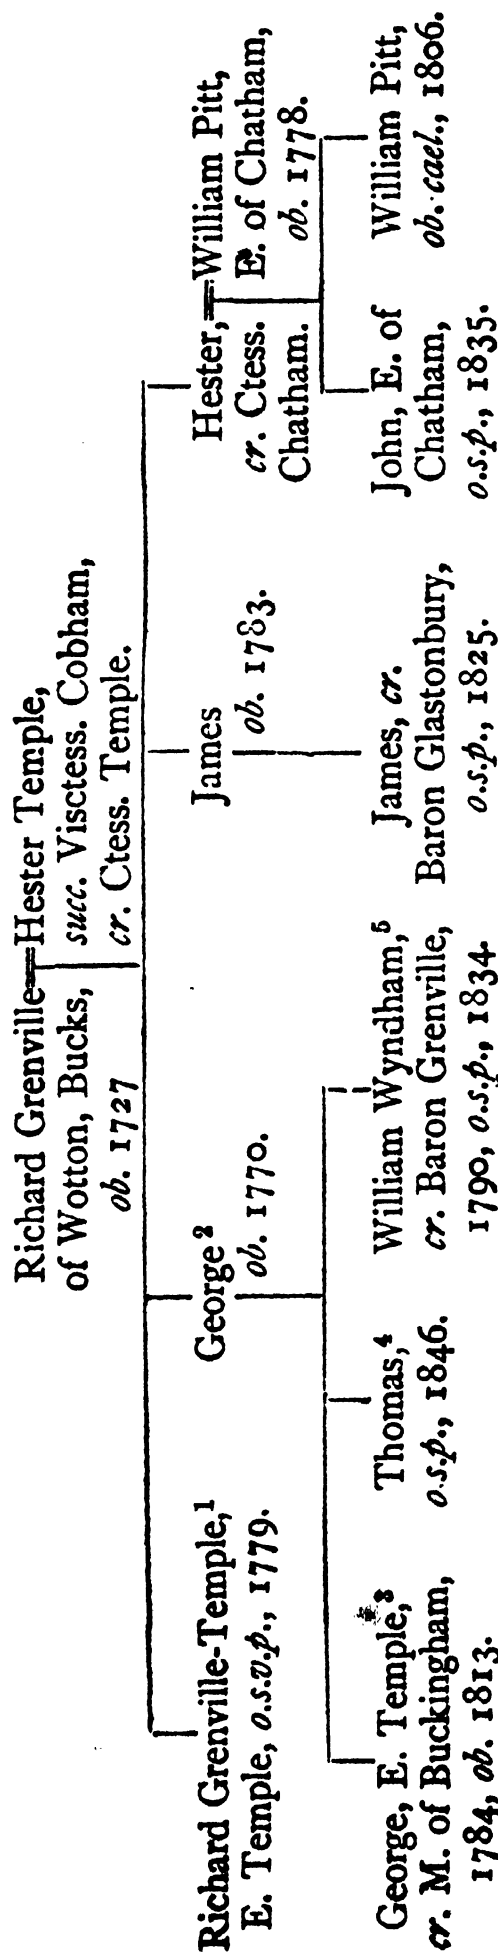 Richard Grenville=Hester Temple,
of Wotton, Bucks, succ. Visctess. Cobham,
ob. 1727 cr. Ctess. Temple.
Richard Grenville-Temple,¹
E. Temple, o.s.v.p., 1779.
George²
ob. 1770.
James
ob. 1783.
Hester,=William Pitt,
cr. Ctess. E. of Chatham,
Chatham. ob. 1778.
George, E. Temple,³
cr. M. of Buckingham,
1784, ob. 1813.
Thomas,⁴
o.s.p., 1846.
William Wyndham,⁵
cr. Baron Grenville,
1790, o.s.p., 1834.
James, cr.
Baron Glastonbury,
o.s.p., 1825.
John, E. of
Chatham,
o.s.p., 1835.
William Pitt,
ob. cael., 1806.